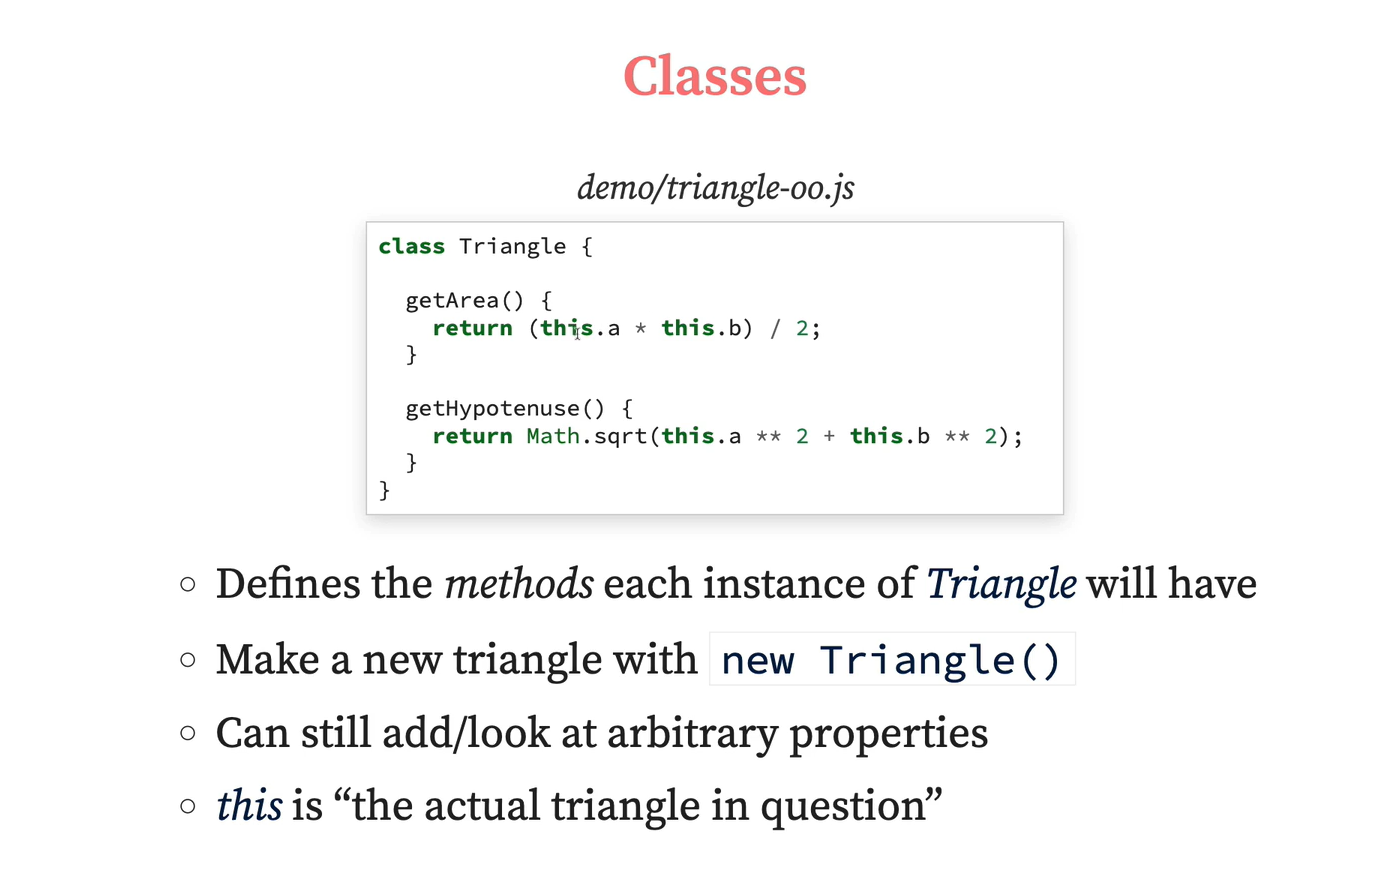 Classes
demo/triangle-oo.js
class Triangle {
getArea() {
return (this.a * this.b) / 2;
}
getHypotenuse() {
return Math.sqrt(this.a ** 2 + this.b ** 2);
}
}
Defines the methods each instance of Triangle will have
Make a new triangle with new Triangle()
Can still add/look at arbitrary properties
this is “the actual triangle in question”